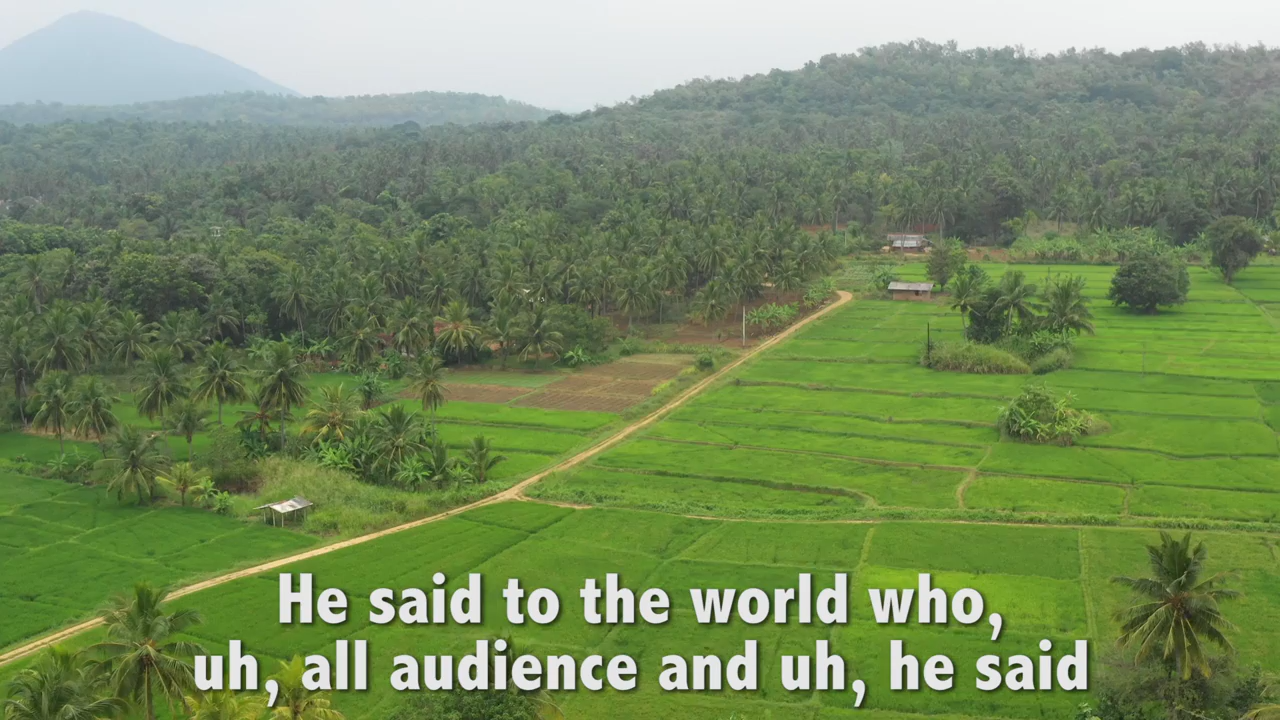 He said to the world who,
uh, all audience and uh, he said